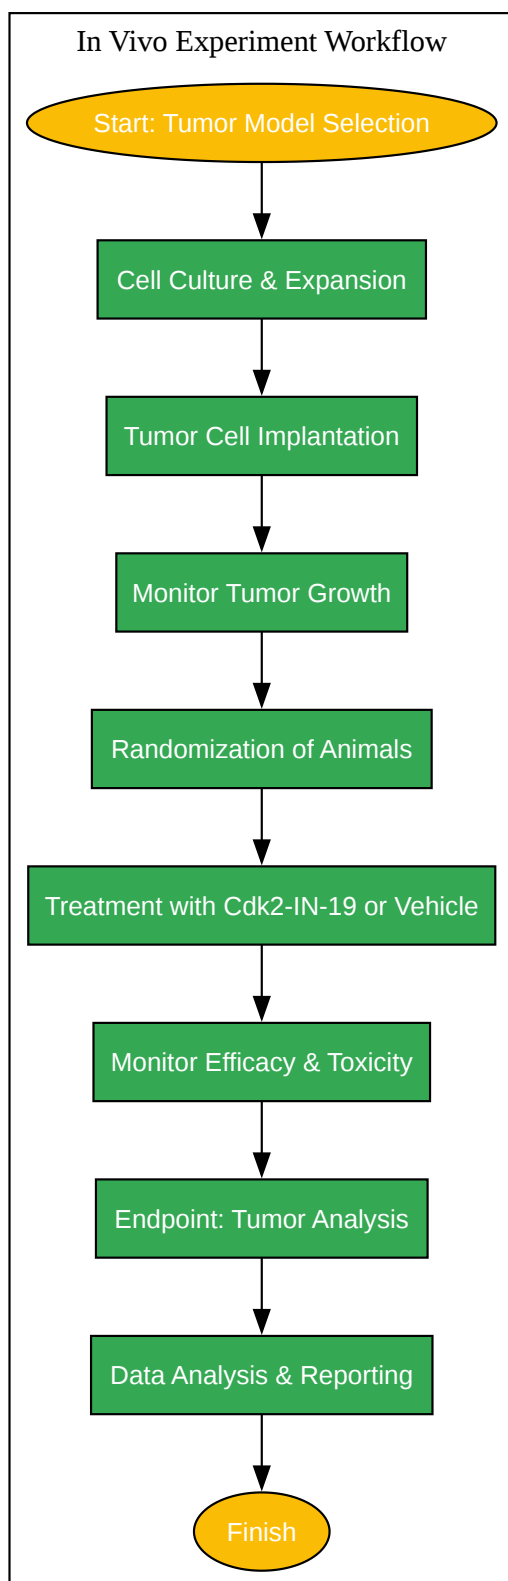 In Vivo Experiment Workflow
Start: Tumor Model Selection
Cell Culture & Expansion
Tumor Cell Implantation
Monitor Tumor Growth
Randomization of Animals
Treatment with Cdk2-IN-19 or Vehicle
Monitor Efficacy & Toxicity
Endpoint: Tumor Analysis
Data Analysis & Reporting
Finish